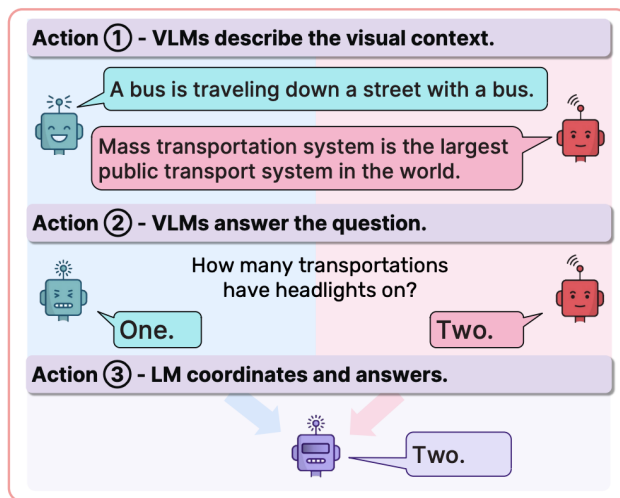 Action ① - VLMs describe the visual context.
A bus is traveling down a street with a bus.
Mass transportation system is the largest
public transport system in the world.
Action ② - VLMs answer the question.
How many transportations
have headlights on?
One.
Two.
Action ③ - LM coordinates and answers.
Two.